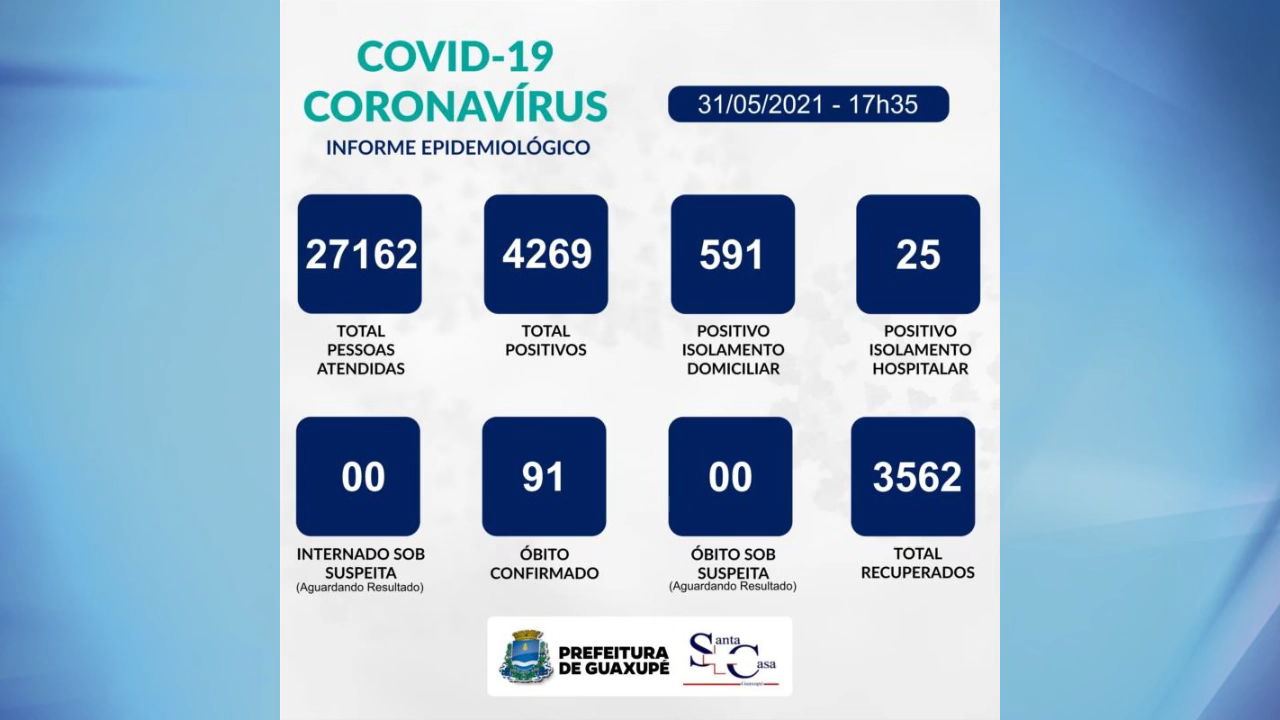 COVID-19
CORONAVÍRUS
INFORME EPIDEMIOLÓGICO
31/05/2021 - 17h35
27162
TOTAL
PESSOAS
ATENDIDAS
4269
TOTAL
POSITIVOS
591
POSITIVO
ISOLAMENTO
DOMICILIAR
25
POSITIVO
ISOLAMENTO
HOSPITALAR
00
INTERNADO SOB
SUSPEITA
(Aguardando Resultado)
91
ÓBITO
CONFIRMADO
00
ÓBITO SOB
SUSPEITA
(Aguardando Resultado)
3562
TOTAL
RECUPERADOS
PREFEITURA
DE GUAXUPÉ
Santa
Casa
Guaxupé